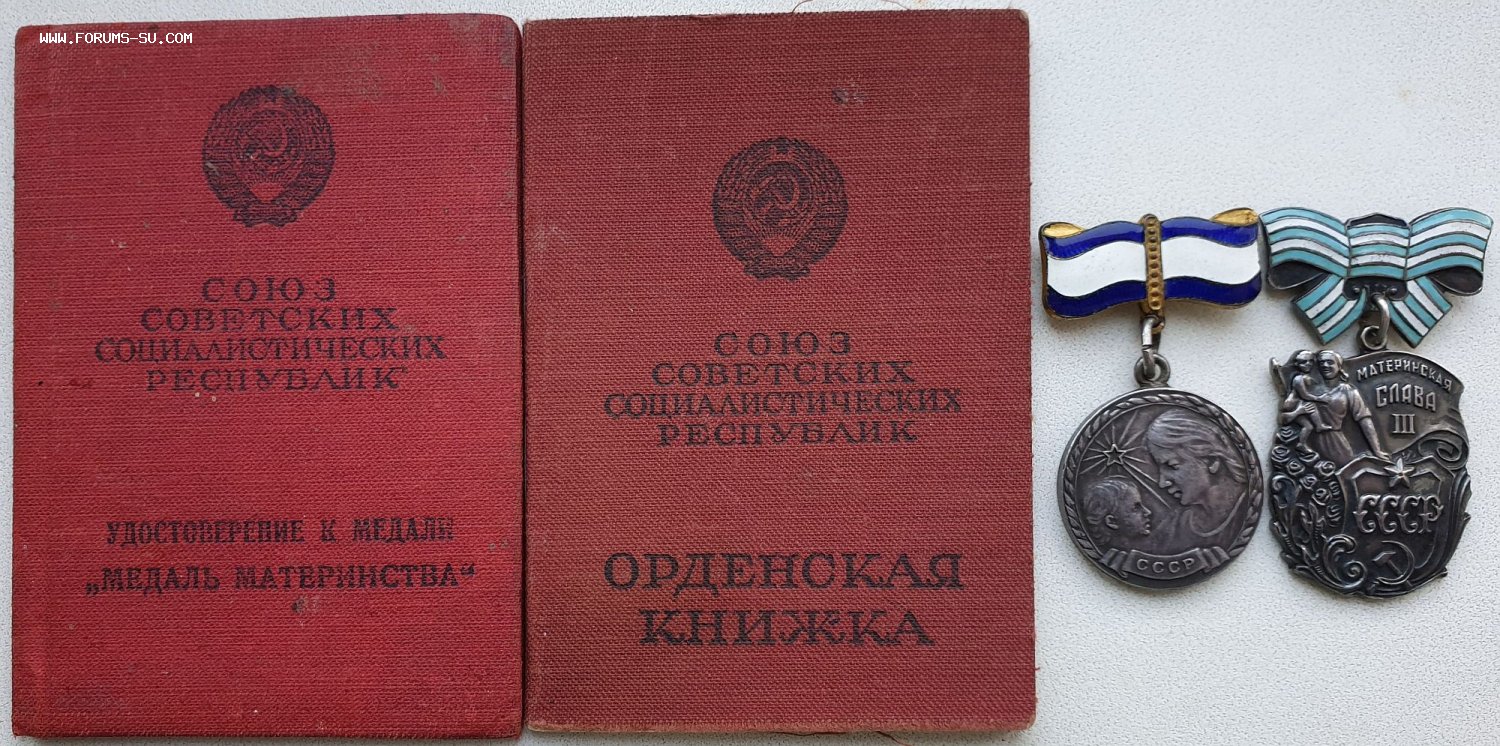 WWW.FORUMS-SU.COM
СОЮЗ
СОВЕТСКИХ
СОЦИАЛИСТИЧЕСКИХ
РЕСПУБЛИК
УДОСТОВЕРЕНИЕ К МЕДАЛИ
„МЕДАЛЬ МАТЕРИНСТВА“
СОЮЗ
СОВЕТСКИХ
СОЦИАЛИСТИЧЕСКИХ
РЕСПУБЛИК
ОРДЕНСКАЯ
КНИЖКА
СССР
МАТЕРИНСКАЯ
СЛАВА
III
СССР